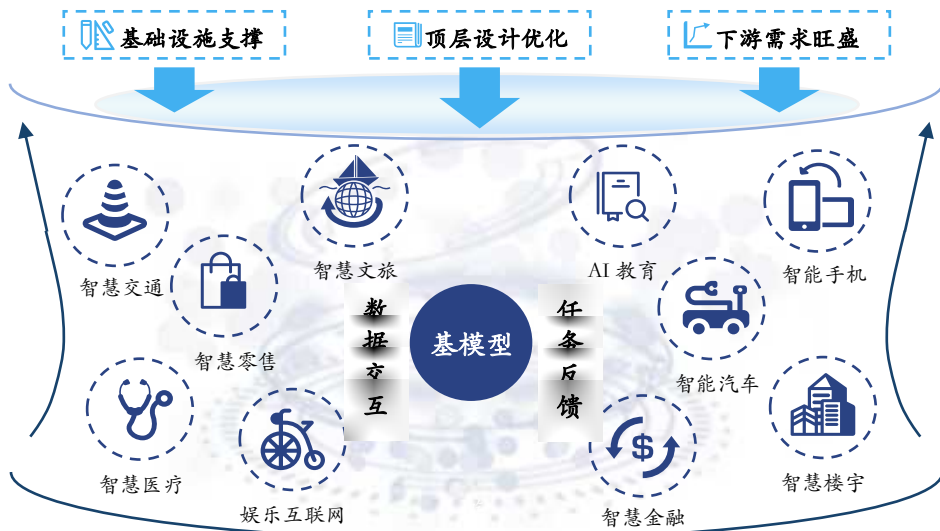 基础设施支撑
顶层设计优化
下游需求旺盛
智慧交通
智慧文旅
AI 教育
智能手机
智慧零售
数据交互
基模型
任务反馈
智能汽车
智慧医疗
娱乐互联网
$
智慧金融
智慧楼宇